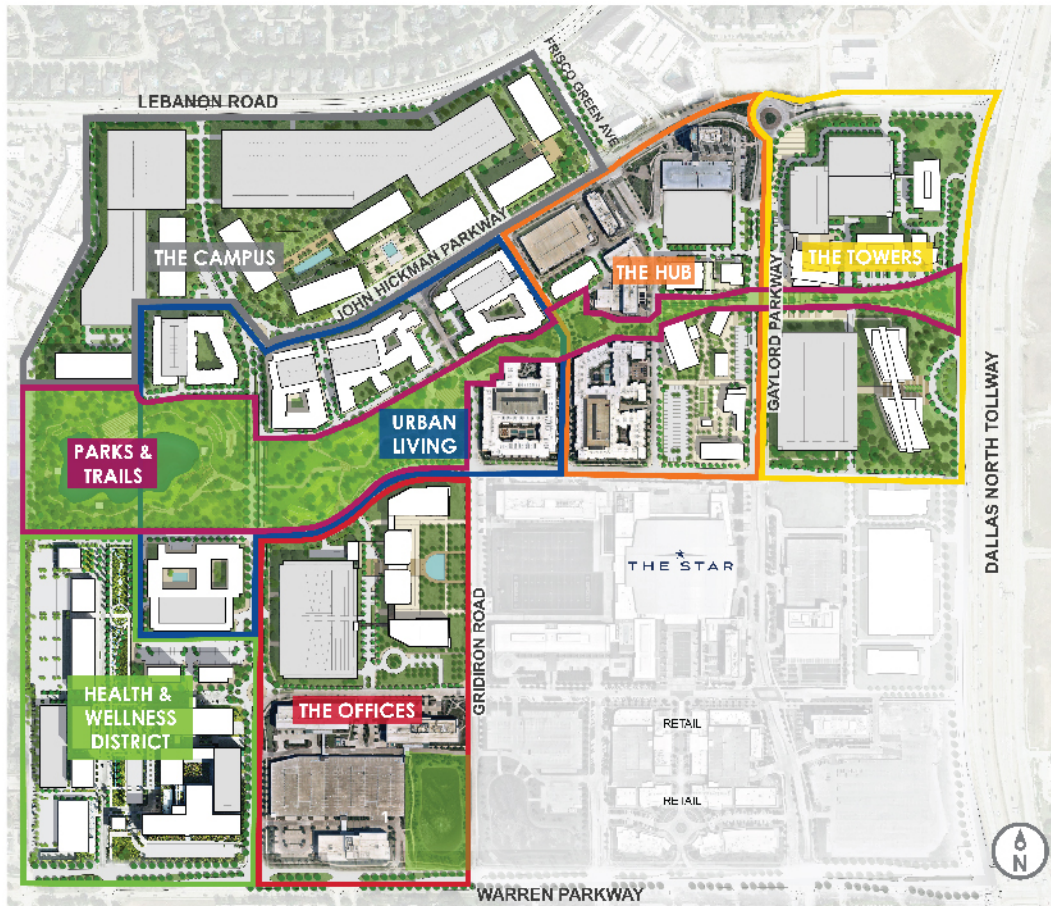 LEBANON ROAD
FRISCO GREEN AVE
THE CAMPUS
JOHN HICKMAN PARKWAY
THE HUB
THE TOWERS
GAYLORD PARKWAY
PARKS &
TRAILS
URBAN
LIVING
DALLAS NORTH TOLLWAY
THE STAR
GRIDIRON ROAD
HEALTH &
WELLNESS
DISTRICT
THE OFFICES
RETAIL
RETAIL
N
WARREN PARKWAY